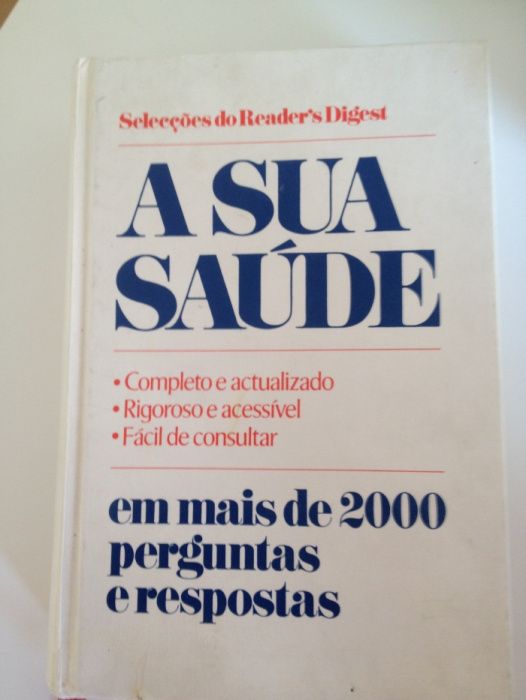 Selecções do Reader's Digest
A SUA
SAÚDE
• Completo e actualizado
• Rigoroso e acessível
• Fácil de consultar
em mais de 2000
perguntas
e respostas